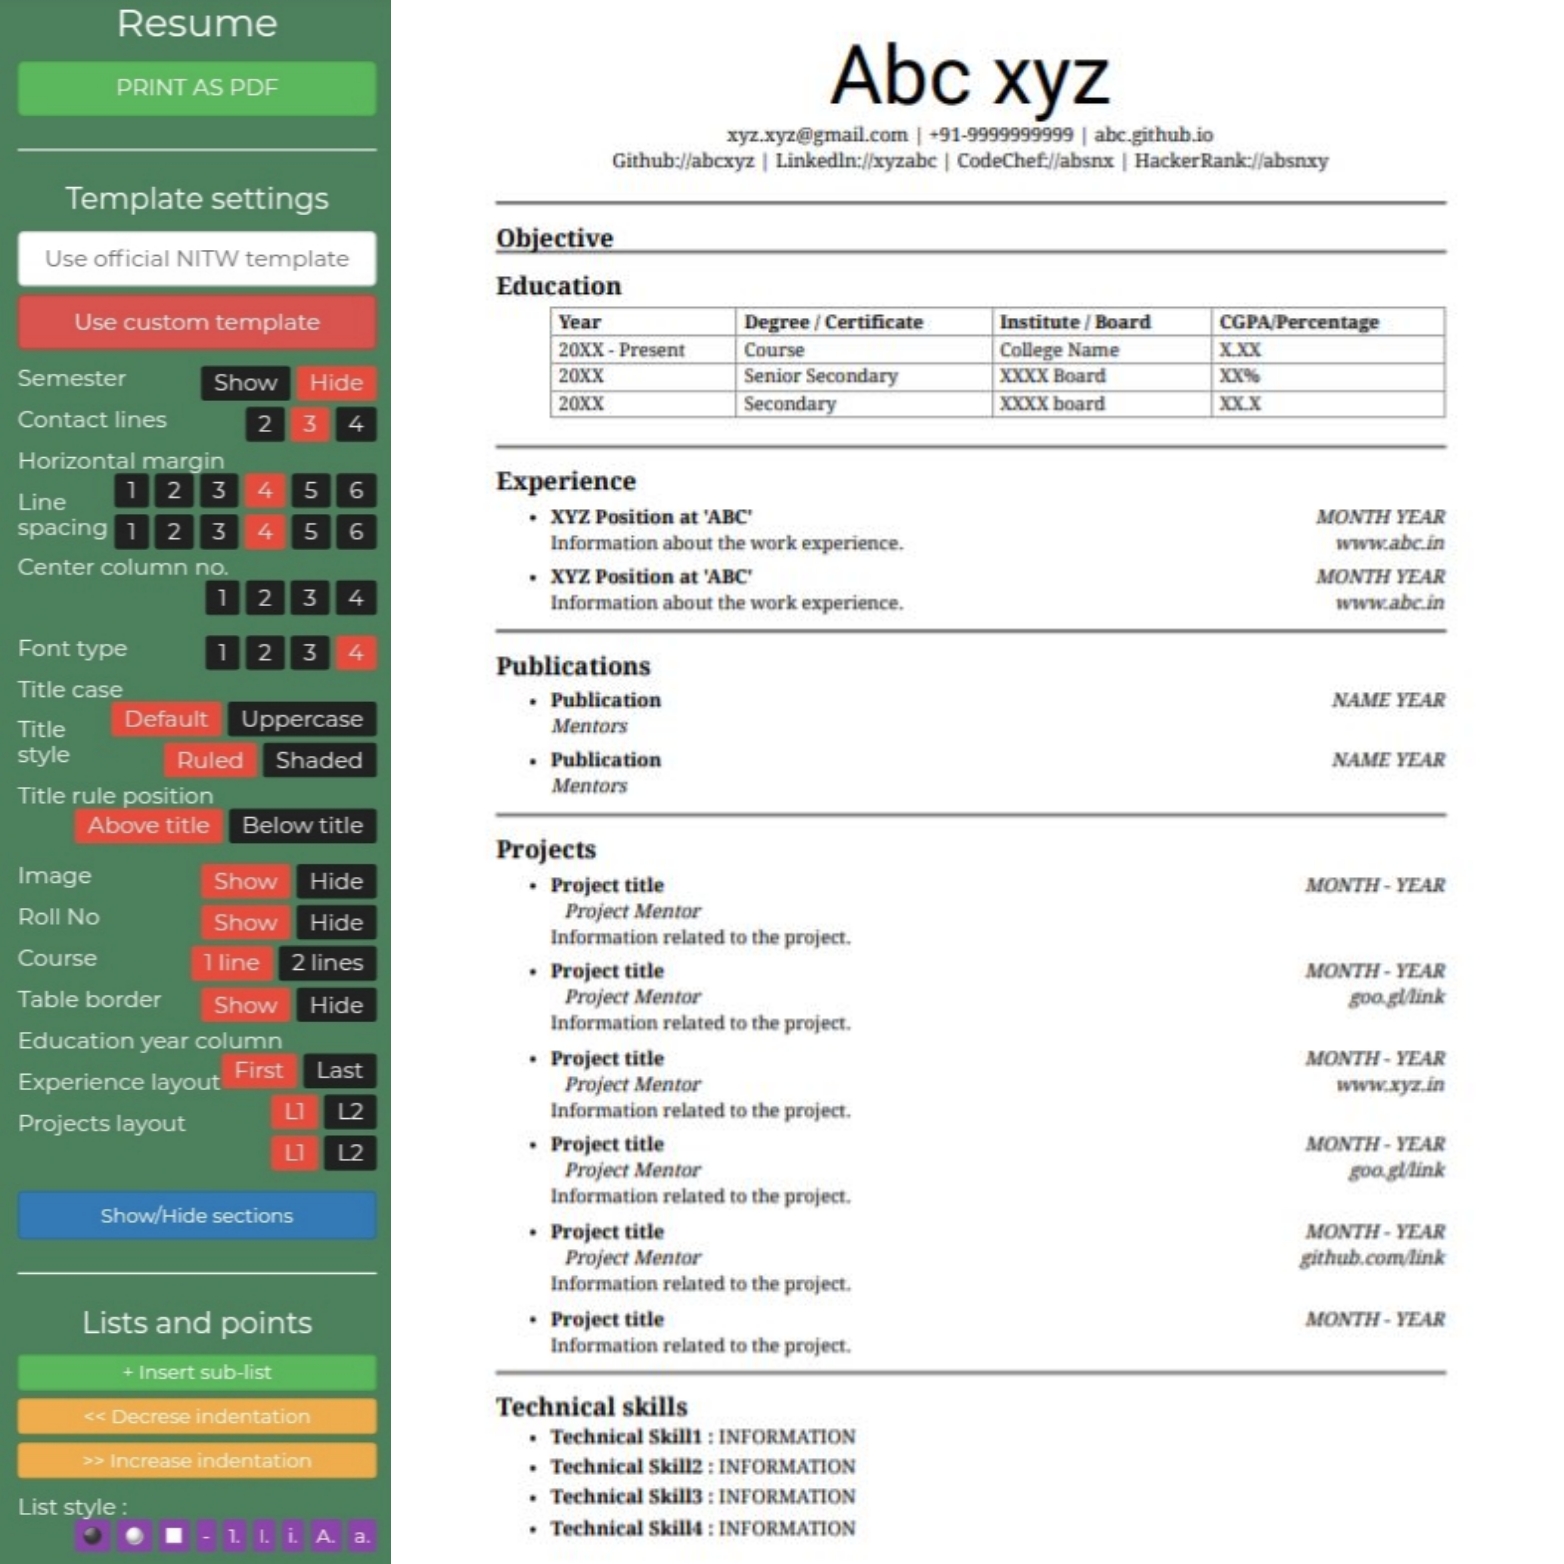 Resume
PRINT AS PDF
Template settings
Use official NITW template
Use custom template
Semester Show Hide
Contact lines 2 3 4
Horizontal margin
1 2 3 4 5 6
Line spacing 1 2 3 4 5 6
Center column no.
1 2 3 4
Font type 1 2 3 4
Title case
Default Uppercase
Title style
Ruled Shaded
Title rule position
Above title Below title
Image Show Hide
Roll No Show Hide
Course 1 line 2 lines
Table border Show Hide
Education year column
First Last
Experience layout
L1 L2
Projects layout
L1 L2
Show/Hide sections
Lists and points
+ Insert sub-list
<< Decrese indentation
>> Increase indentation
List style :
- 1. I. i. A. a.
Abc xyz
xyz.xyz@gmail.com | +91-9999999999 | abc.github.io
Github://abcxyz | LinkedIn://xyzabc | CodeChef://absnx | HackerRank://absnxy
Objective
Education
Year Degree / Certificate Institute / Board CGPA/Percentage
20XX - Present Course College Name X.XX
20XX Senior Secondary XXXX Board XX%
20XX Secondary XXXX board XX.X
Experience
• XYZ Position at 'ABC' MONTH YEAR
Information about the work experience. www.abc.in
• XYZ Position at 'ABC' MONTH YEAR
Information about the work experience. www.abc.in
Publications
• Publication NAME YEAR
Mentors
• Publication NAME YEAR
Mentors
Projects
• Project title MONTH - YEAR
Project Mentor
Information related to the project.
• Project title MONTH - YEAR
Project Mentor goo.gl/link
Information related to the project.
• Project title MONTH - YEAR
Project Mentor www.xyz.in
Information related to the project.
• Project title MONTH - YEAR
Project Mentor goo.gl/link
Information related to the project.
• Project title MONTH - YEAR
Project Mentor github.com/link
Information related to the project.
• Project title MONTH - YEAR
Information related to the project.
Technical skills
• Technical Skill1 : INFORMATION
• Technical Skill2 : INFORMATION
• Technical Skill3 : INFORMATION
• Technical Skill4 : INFORMATION